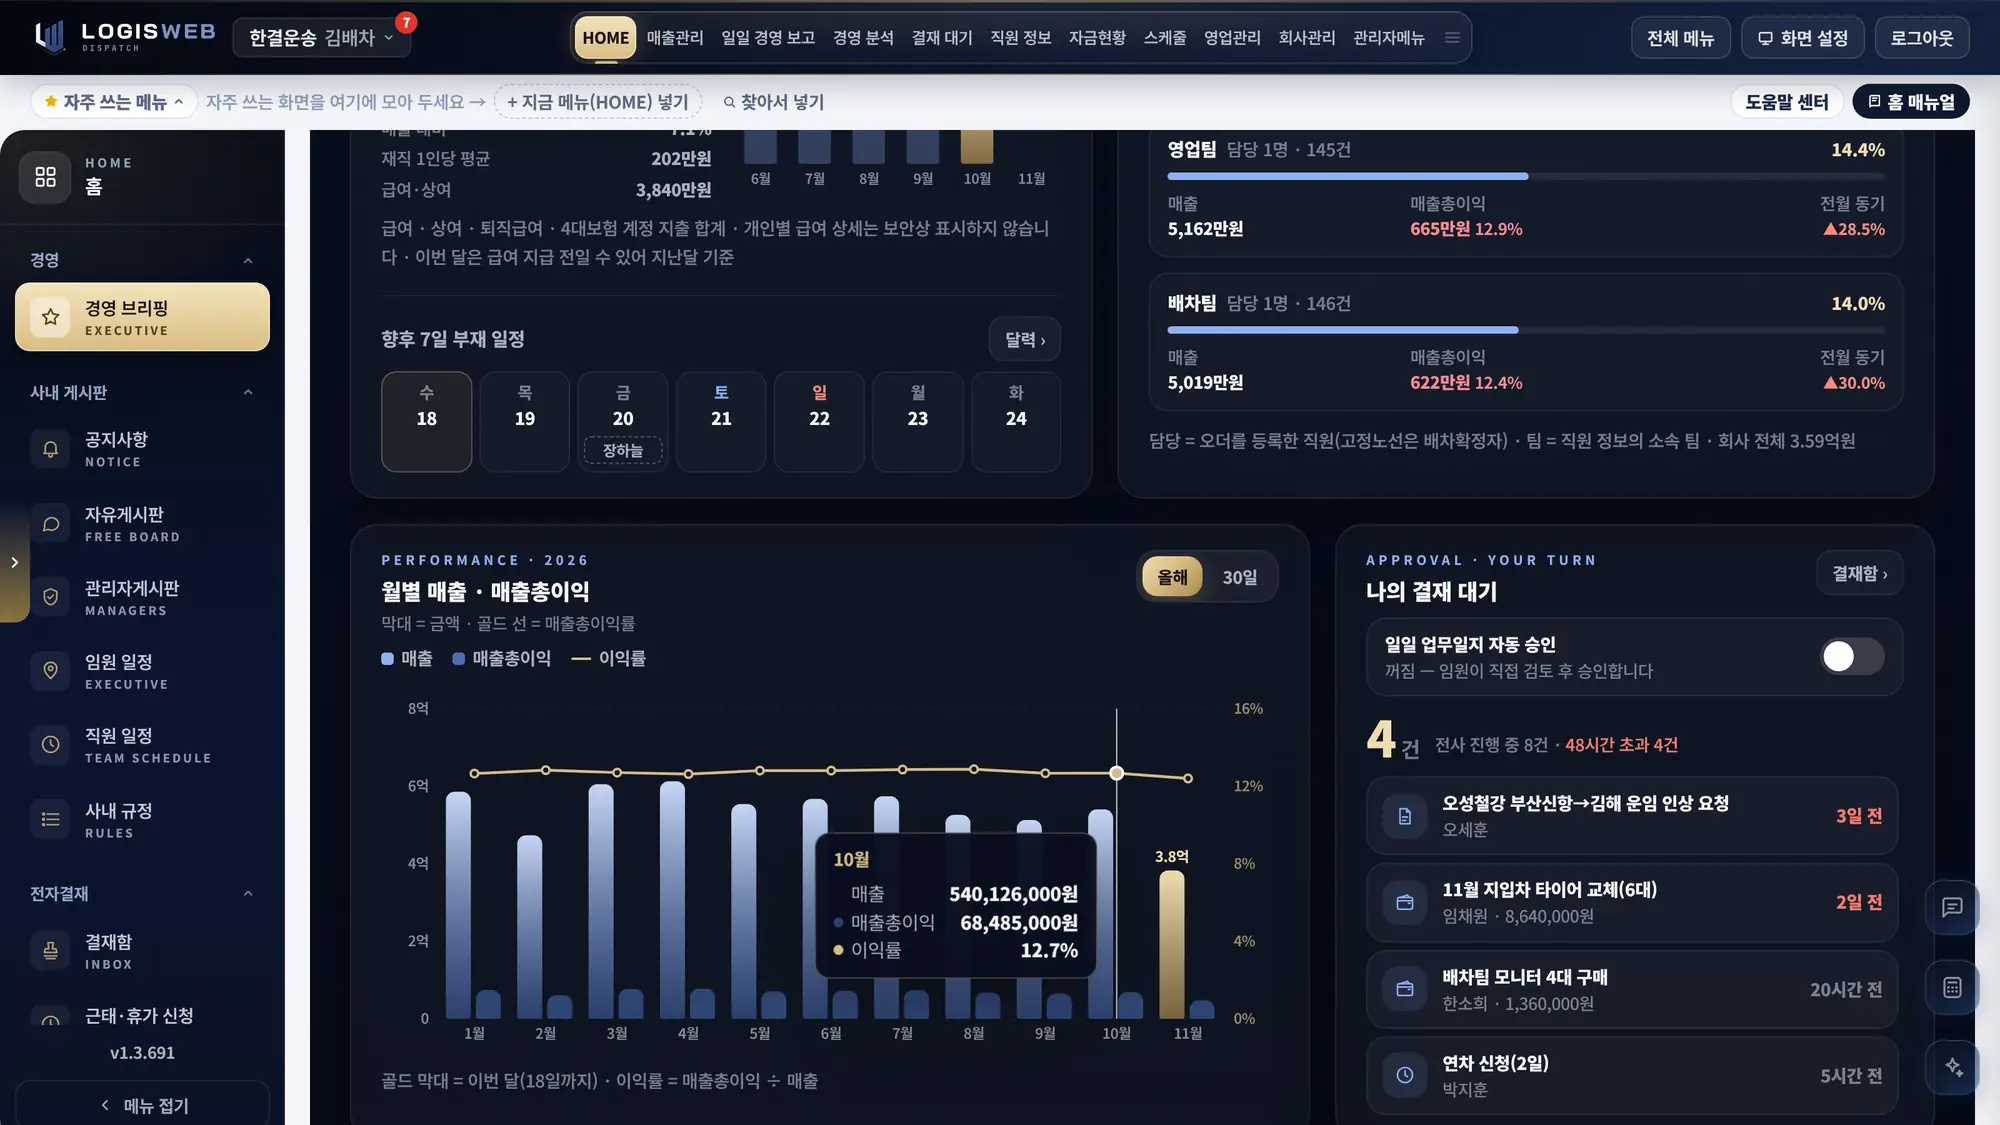 LOGISWEB
DISPATCH
한결운송 김배차
7
HOME 매출관리 일일 경영 보고 경영 분석 결재 대기 직원 정보 자금현황 스케줄 영업관리 회사관리 관리자메뉴
전체 메뉴 화면 설정 로그아웃
자주 쓰는 메뉴
자주 쓰는 화면을 여기에 모아 두세요 →
+ 지금 메뉴(HOME) 넣기
찾아서 넣기
도움말 센터
홈 매뉴얼
HOME
홈
경영
경영 브리핑
EXECUTIVE
사내 게시판
공지사항
NOTICE
자유게시판
FREE BOARD
관리자게시판
MANAGERS
임원 일정
EXECUTIVE
직원 일정
TEAM SCHEDULE
사내 규정
RULES
전자결재
결재함
INBOX
근태·휴가 신청
v1.3.691
메뉴 접기
매출 대비 7.1%
재직 1인당 평균 202만원
급여·상여 3,840만원
6월 7월 8월 9월 10월 11월
급여 · 상여 · 퇴직급여 · 4대보험 계정 지출 합계 · 개인별 급여 상세는 보안상 표시하지 않습니
다 · 이번 달은 급여 지급 전일 수 있어 지난달 기준
향후 7일 부재 일정
달력 ›
수 목 금 토 일 월 화
18 19 20 21 22 23 24
장하늘
영업팀 담당 1명 · 145건 14.4%
매출 매출총이익 전월 동기
5,162만원 665만원 12.9% ▲28.5%
배차팀 담당 1명 · 146건 14.0%
매출 매출총이익 전월 동기
5,019만원 622만원 12.4% ▲30.0%
담당 = 오더를 등록한 직원(고정노선은 배차확정자) · 팀 = 직원 정보의 소속 팀 · 회사 전체 3.59억원
PERFORMANCE · 2026
월별 매출 · 매출총이익
막대 = 금액 · 골드 선 = 매출총이익률
올해 30일
매출 매출총이익 이익률
8억 16%
6억 12%
4억 8%
2억 4%
0 0%
3.8억
10월
매출 540,126,000원
매출총이익 68,485,000원
이익률 12.7%
1월 2월 3월 4월 5월 6월 7월 8월 9월 10월 11월
골드 막대 = 이번 달(18일까지) · 이익률 = 매출총이익 ÷ 매출
APPROVAL · YOUR TURN
나의 결재 대기
결재함 ›
일일 업무일지 자동 승인
꺼짐 — 임원이 직접 검토 후 승인합니다
4건 전사 진행 중 8건 · 48시간 초과 4건
오성철강 부산신항→김해 운임 인상 요청
오세훈
3일 전
11월 지입차 타이어 교체(6대)
임채원 · 8,640,000원
2일 전
배차팀 모니터 4대 구매
한소희 · 1,360,000원
20시간 전
연차 신청(2일)
박지훈
5시간 전